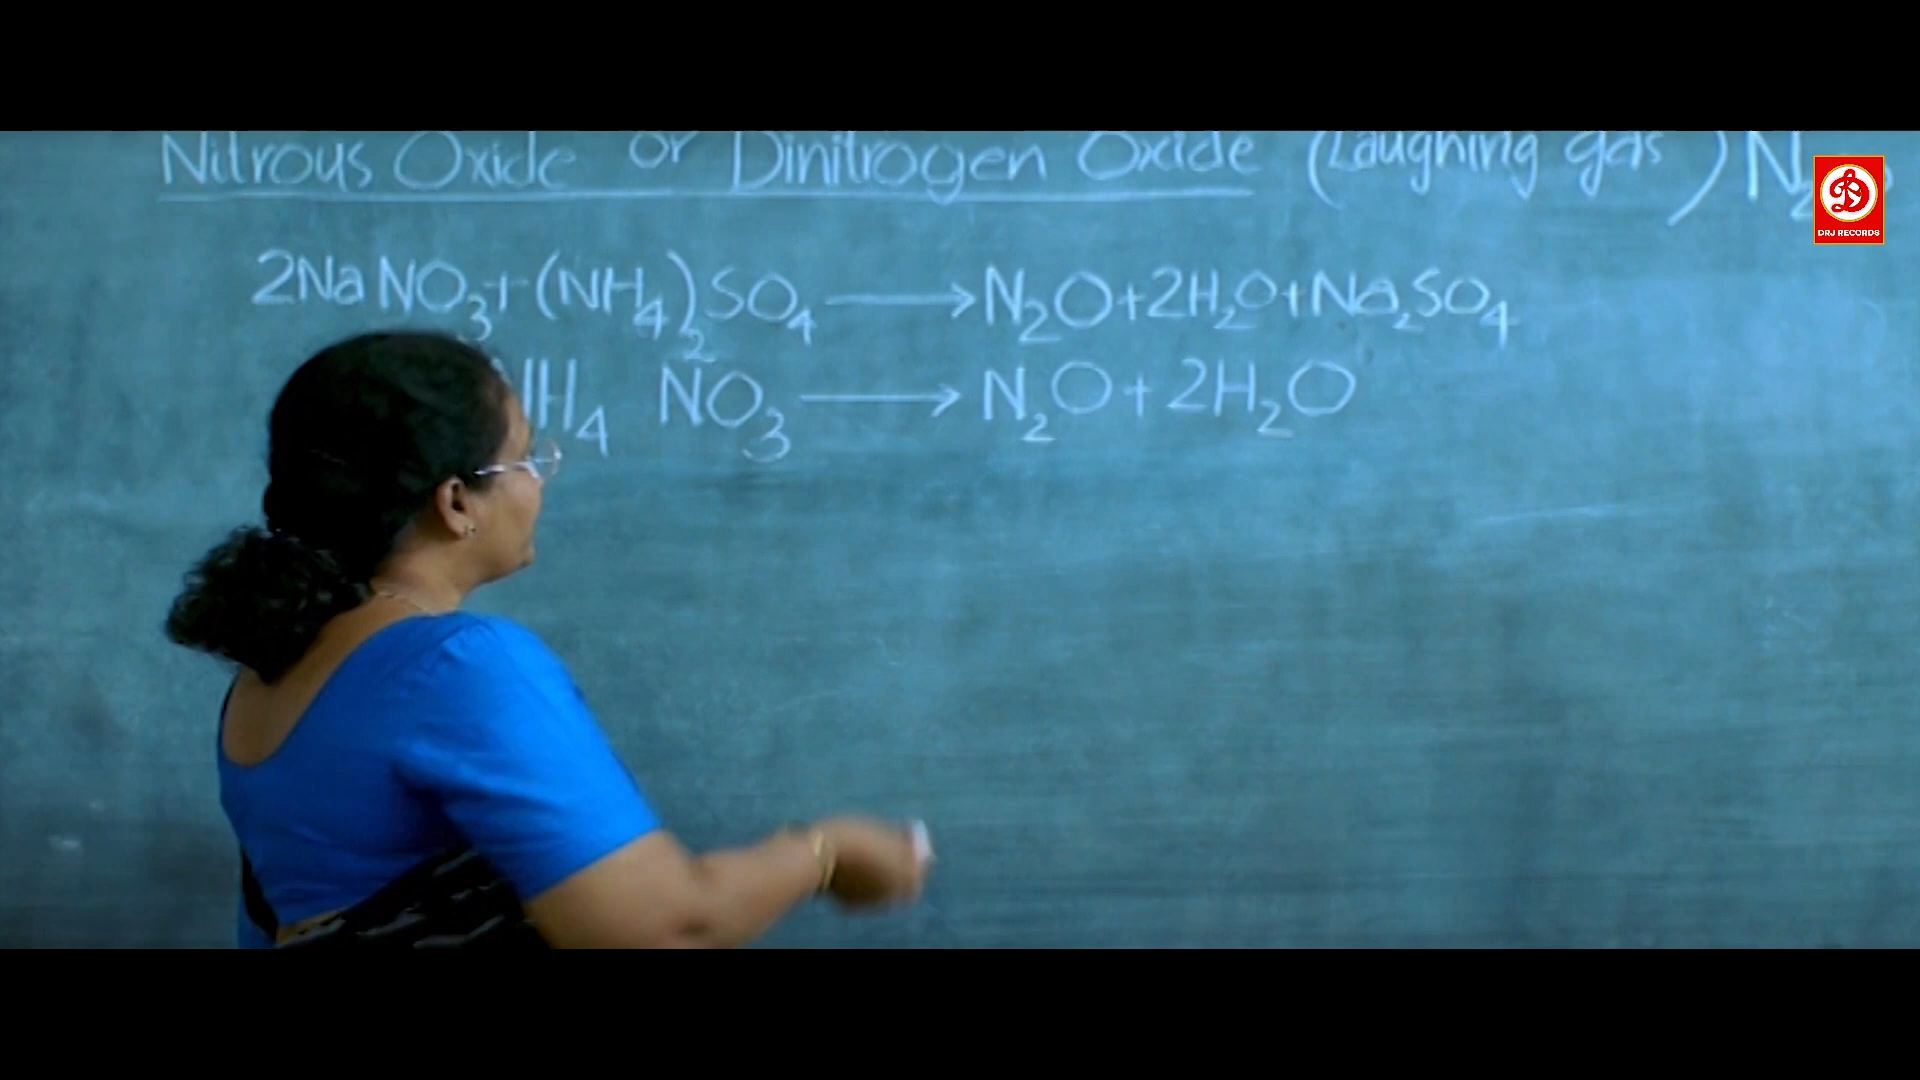 Nitrous Oxide or Dinitrogen Oxide (Laughing gas) N₂
2NaNO₃+(NH₄)₂SO₄ → N₂O+2H₂O+Na₂SO₄
NH₄ NO₃ → N₂O+2H₂O
DRJ RECORDS